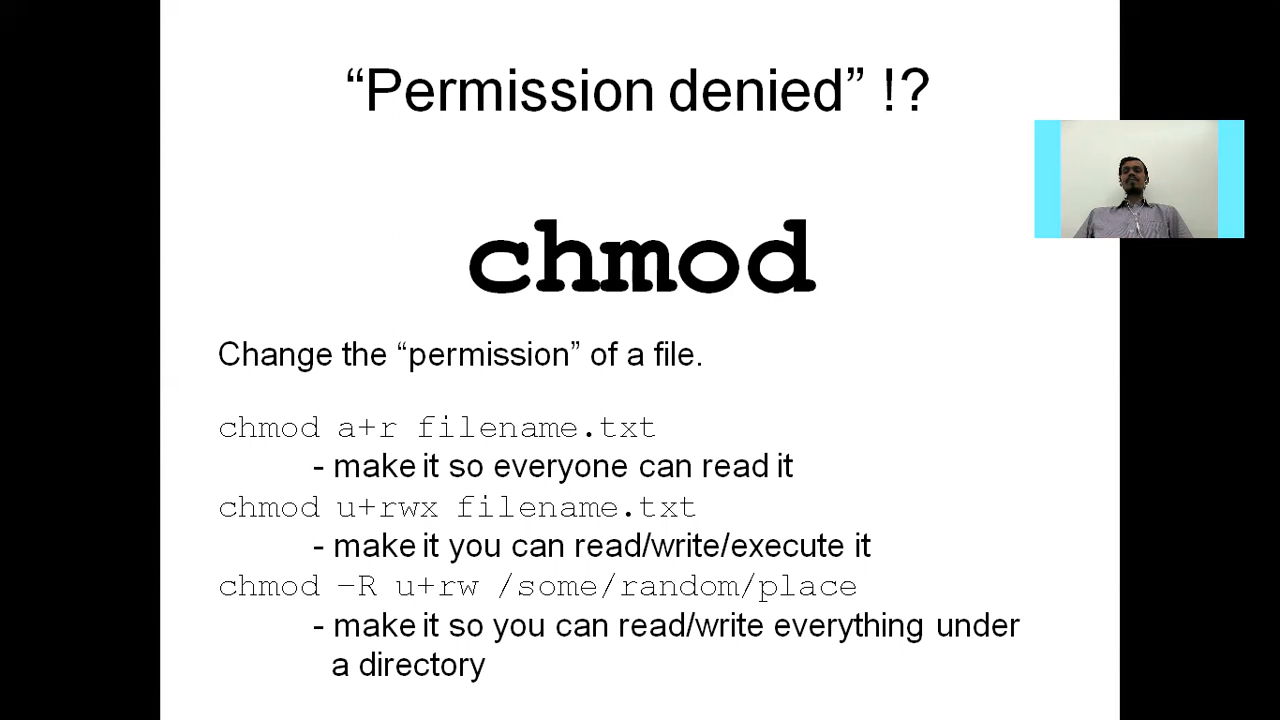 “Permission denied” !?
chmod
Change the “permission” of a file.
chmod a+r filename.txt
- make it so everyone can read it
chmod u+rwx filename.txt
- make it you can read/write/execute it
chmod –R u+rw /some/random/place
- make it so you can read/write everything under
a directory